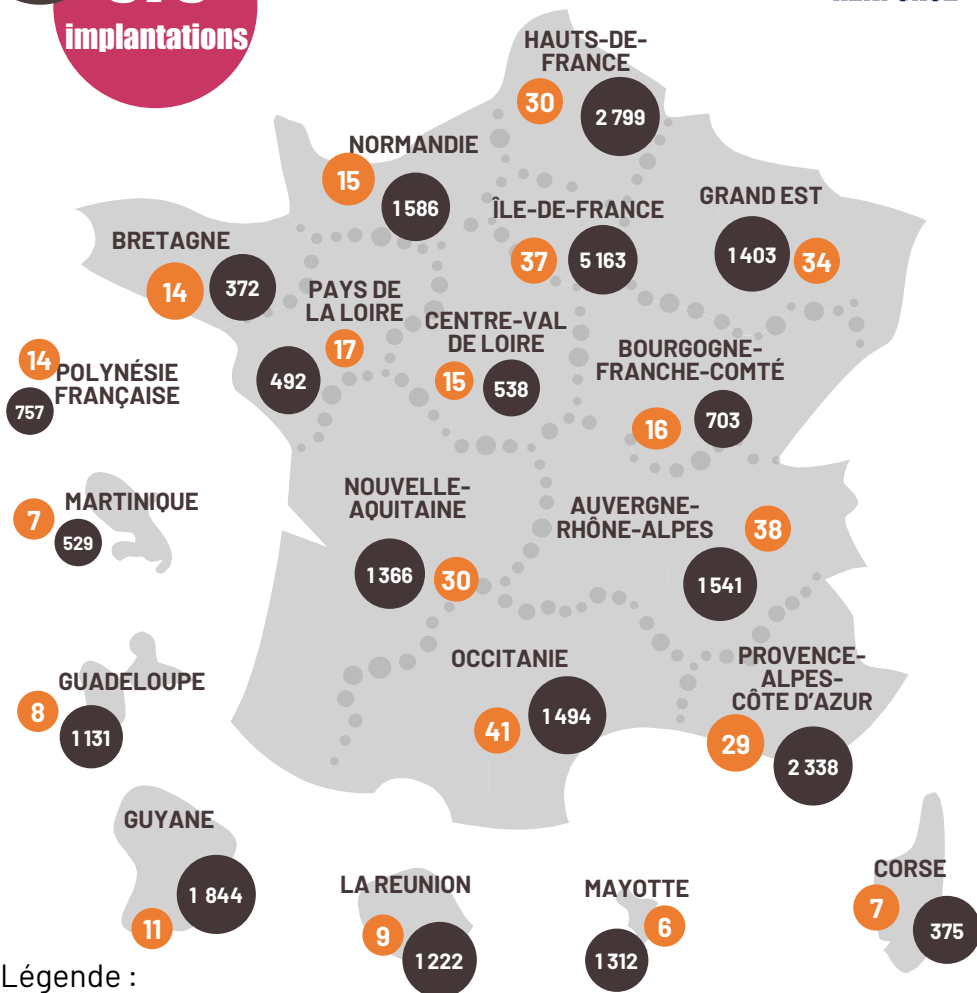 implantations
HAUTS-DE-
FRANCE
30
2 799
NORMANDIE
15
1 586
ÎLE-DE-FRANCE
37
5 163
GRAND EST
1 403
34
BRETAGNE
14
372
PAYS DE
LA LOIRE
17
492
CENTRE-VAL
DE LOIRE
15
538
BOURGOGNE-
FRANCHE-COMTÉ
16
703
14
POLYNÉSIE
FRANÇAISE
757
MARTINIQUE
7
529
NOUVELLE-
AQUITAINE
1 366
30
AUVERGNE-
RHÔNE-ALPES
38
1 541
GUADELOUPE
8
1 131
OCCITANIE
41
1 494
PROVENCE-
ALPES-
CÔTE D'AZUR
29
2 338
GUYANE
1 844
11
LA REUNION
9
1 222
MAYOTTE
6
1 312
CORSE
7
375
Légende :